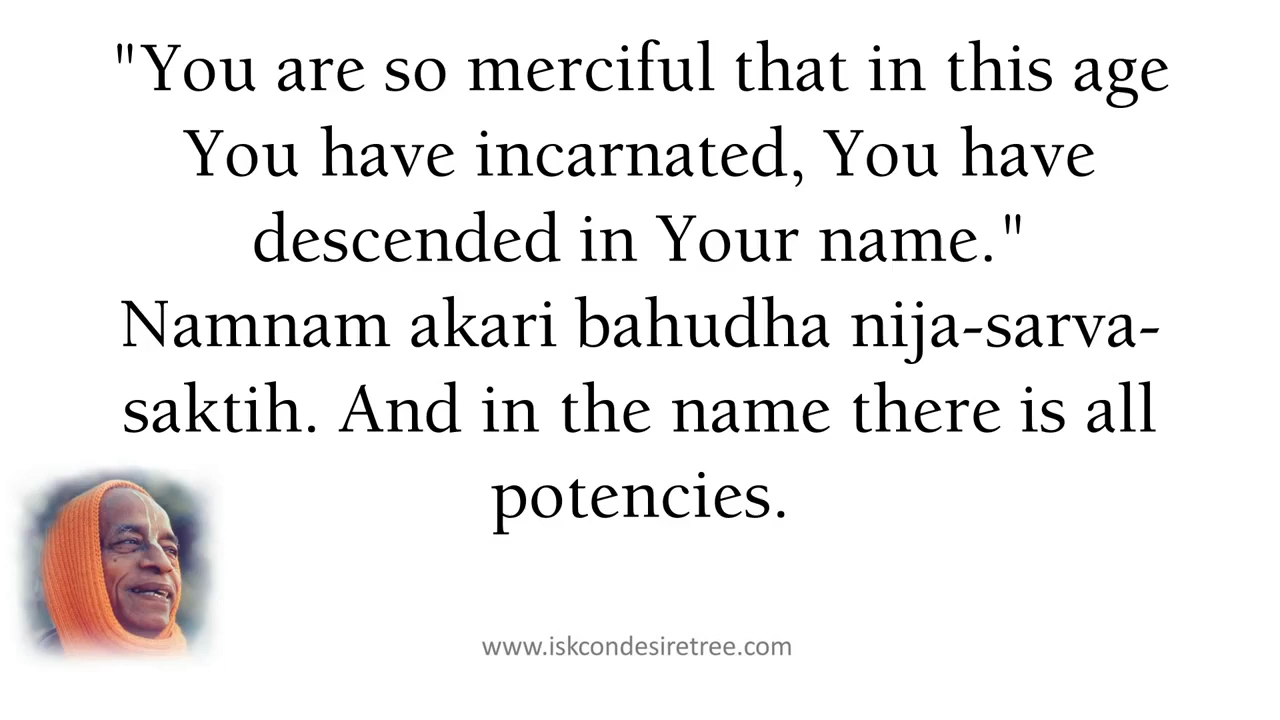 "You are so merciful that in this age
You have incarnated, You have
descended in Your name."
Namnam akari bahudha nija-sarva-
saktih. And in the name there is all
potencies.
www.iskcondesiretree.com